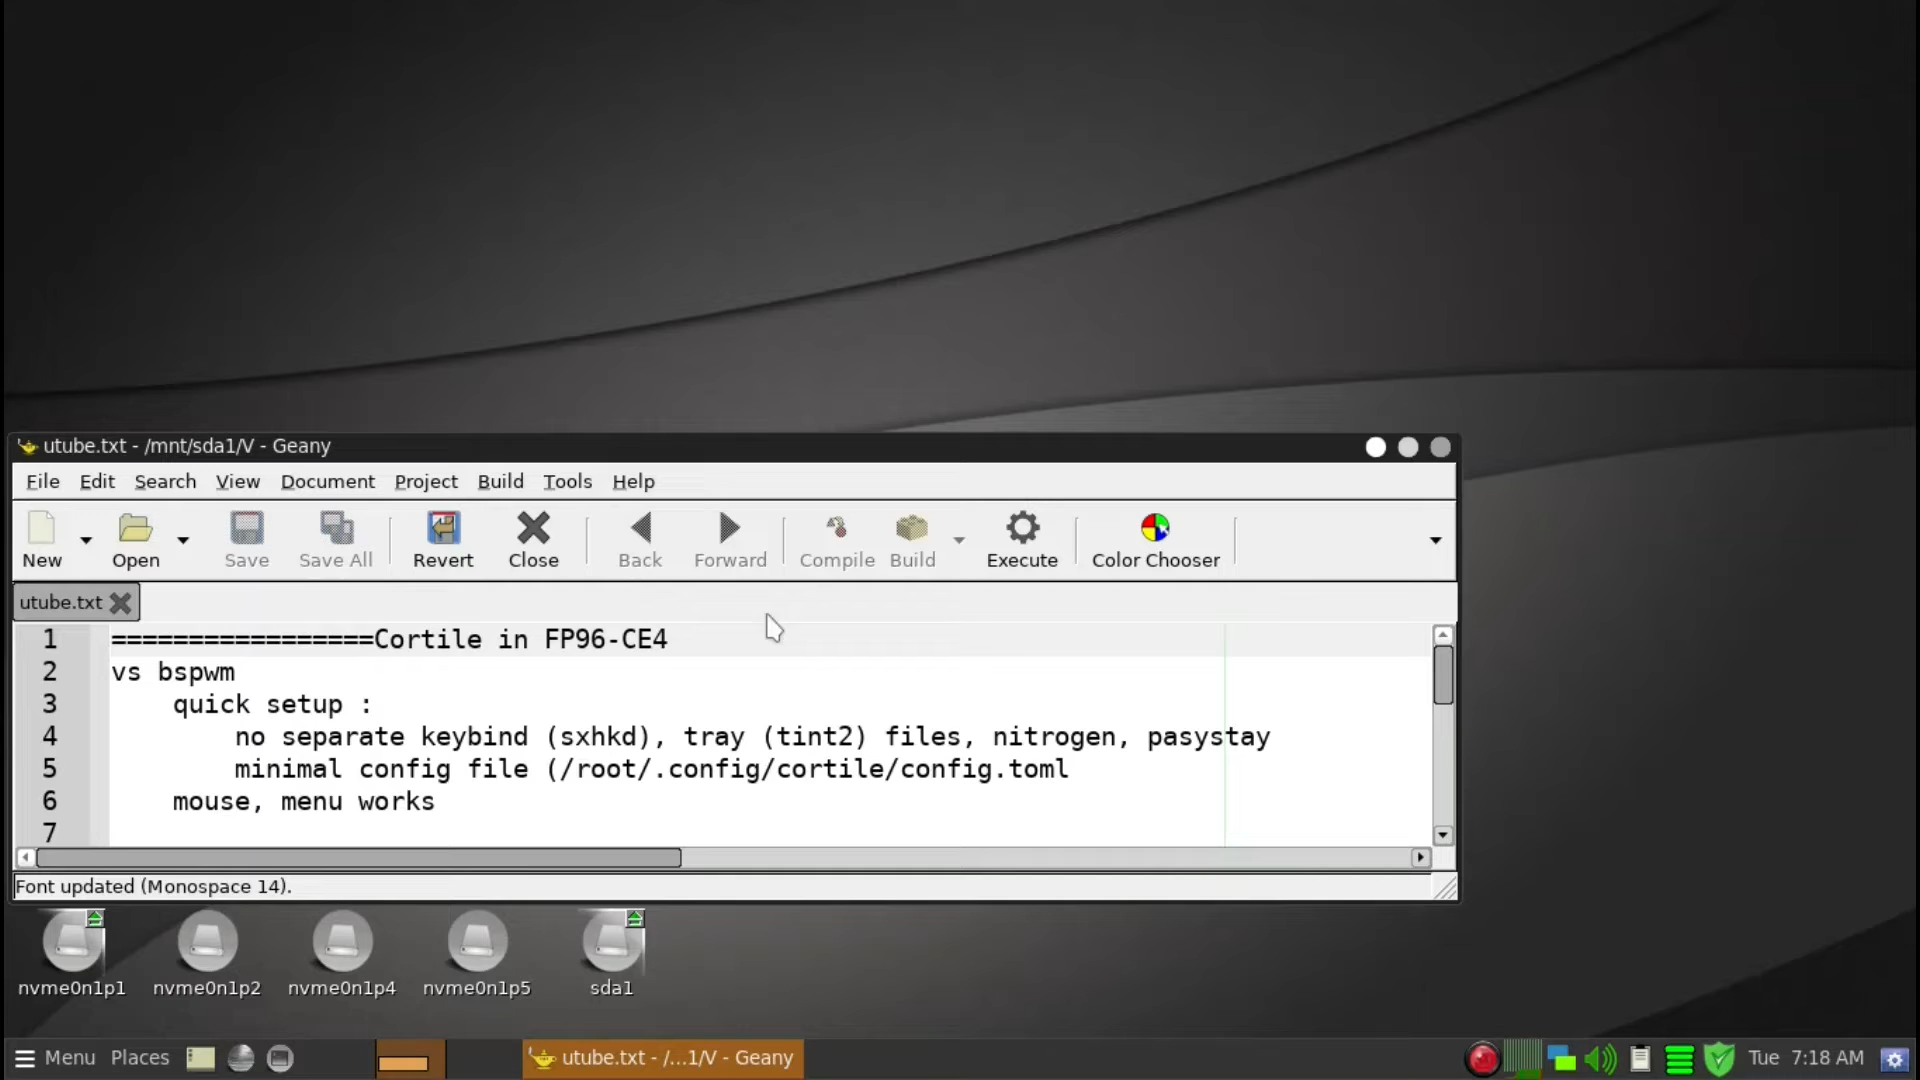 utube.txt - /mnt/sda1/V - Geany
File Edit Search View Document Project Build Tools Help
New Open Save Save All Revert Close Back Forward Compile Build Execute Color Chooser
utube.txt
1 =================Cortile in FP96-CE4
2 vs bspwm
3 quick setup :
4 no separate keybind (sxhkd), tray (tint2) files, nitrogen, pasystay
5 minimal config file (/root/.config/cortile/config.toml
6 mouse, menu works
7
Font updated (Monospace 14).
nvme0n1p1 nvme0n1p2 nvme0n1p4 nvme0n1p5 sda1
Menu Places utube.txt - /...1/V - Geany Tue 7:18 AM